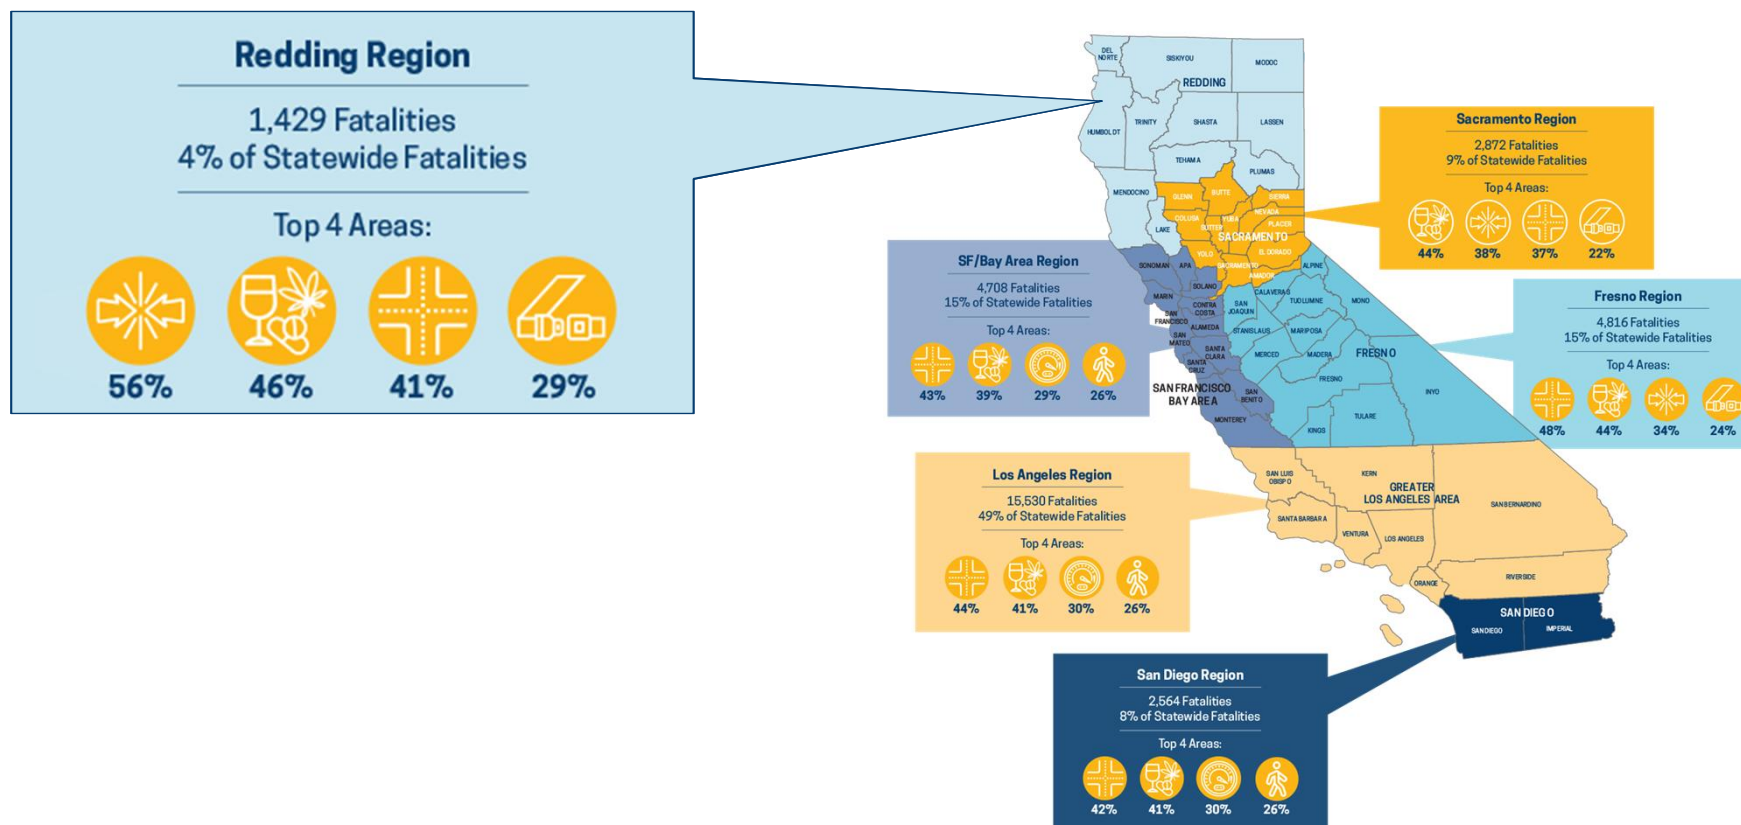 Redding Region
1,429 Fatalities
4% of Statewide Fatalities
Top 4 Areas:
56% 46% 41% 29%
DEL
NORTE
SISKIYOU
MODOC
REDDING
HUMBOLDT
TRINITY
SHASTA
LASSEN
TEHAMA
PLUMAS
MENDOCINO
LAKE
GLENN
BUTTE
SIERRA
COLUSA
YUBA
NEVADA
SUTTER
PLACER
SACRAMENTO
YOLO
EL DORADO
SACRAMENTO
AMADOR
ALPINE
Sacramento Region
2,872 Fatalities
9% of Statewide Fatalities
Top 4 Areas:
44% 38% 37% 22%
SF/Bay Area Region
4,708 Fatalities
15% of Statewide Fatalities
Top 4 Areas:
43% 39% 29% 26%
SONOMAN
APA
SOLANO
MARIN
CONTRA
COSTA
SAN
FRANCISCO
ALAMEDA
SAN
MATEO
SANTA
CLARA
SANTA
CRUZ
SAN FRANCISCO
BAY AREA
SAN
BENITO
MONTEREY
CALAVERAS
SAN
JOAQUIN
TUOLUMNE
MONO
STANISLAUS
MARIPOSA
MERCED
MADERA
FRESNO
FRESNO
INYO
TULARE
KINGS
Fresno Region
4,816 Fatalities
15% of Statewide Fatalities
Top 4 Areas:
48% 44% 34% 24%
Los Angeles Region
15,530 Fatalities
49% of Statewide Fatalities
Top 4 Areas:
44% 41% 30% 26%
SAN LUIS
OBISPO
KERN
GREATER
LOS ANGELES AREA
SAN BERNARDINO
SANTA BARBARA
VENTURA
LOS ANGELES
ORANGE
RIVERSIDE
SAN DIEGO
SAN DIEGO
IMPERIAL
San Diego Region
2,564 Fatalities
8% of Statewide Fatalities
Top 4 Areas:
42% 41% 30% 26%